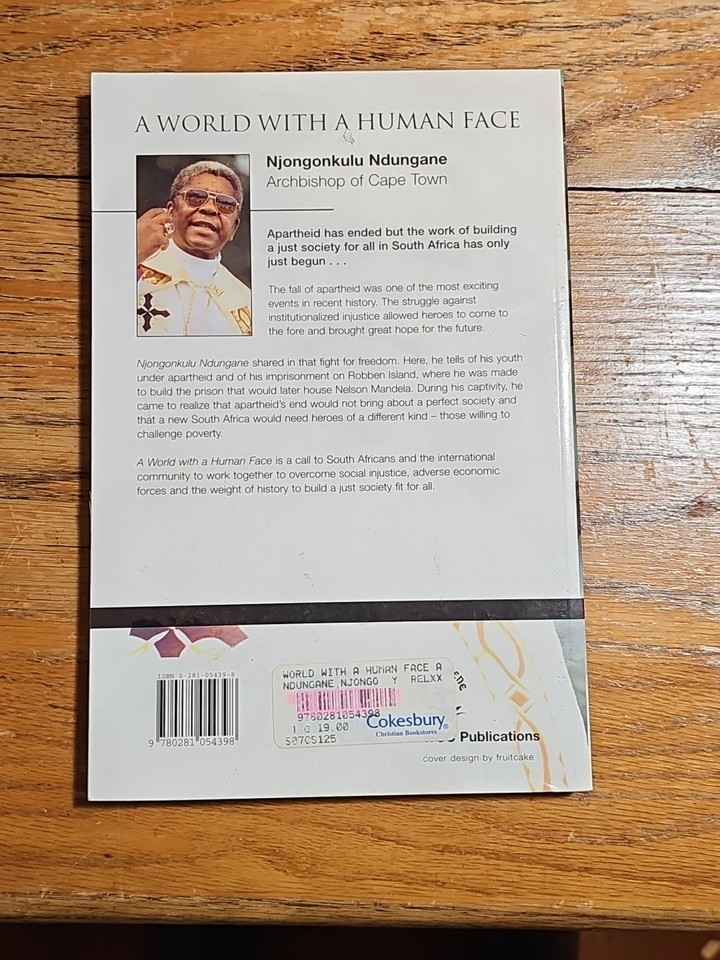 A WORLD WITH A HUMAN FACE
Njongonkulu Ndungane
Archbishop of Cape Town
Apartheid has ended but the work of building
a just society for all in South Africa has only
just begun . . .
The fall of apartheid was one of the most exciting
events in recent history. The struggle against
institutionalized injustice allowed heroes to come to
the fore and brought great hope for the future.
Njongonkulu Ndungane shared in that fight for freedom. Here, he tells of his youth
under apartheid and of his imprisonment on Robben Island, where he was made
to build the prison that would later house Nelson Mandela. During his captivity, he
came to realize that apartheid's end would not bring about a perfect society and
that a new South Africa would need heroes of a different kind – those willing to
challenge poverty.
A World with a Human Face is a call to South Africans and the international
community to work together to overcome social injustice, adverse economic
forces and the weight of history to build a just society fit for all.
ISBN 0-281-05439-8
9 780281 054398
WORLD WITH A HUMAN FACE A
NDUNGANE NJONGO Y RELXX
9780281054398
19.00
S07CS125
Cokesbury
Christian Bookstores
Publications
cover design by fruitcake